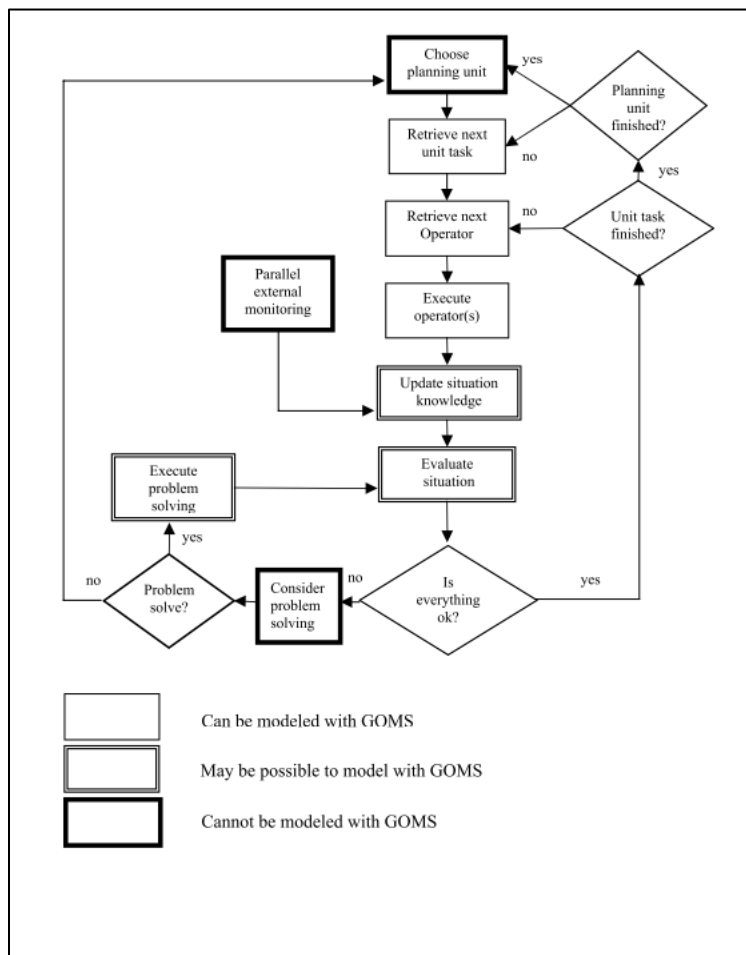 Choose
planning unit
yes
Planning
unit
finished?
Retrieve next
unit task
no
yes
Retrieve next
Operator
no
Unit task
finished?
Parallel
external
monitoring
Execute
operator(s)
Update situation
knowledge
Execute
problem
solving
Evaluate
situation
yes
no
Problem
solve?
Consider
problem
solving
no
Is
everything
ok?
yes
Can be modeled with GOMS
May be possible to model with GOMS
Cannot be modeled with GOMS